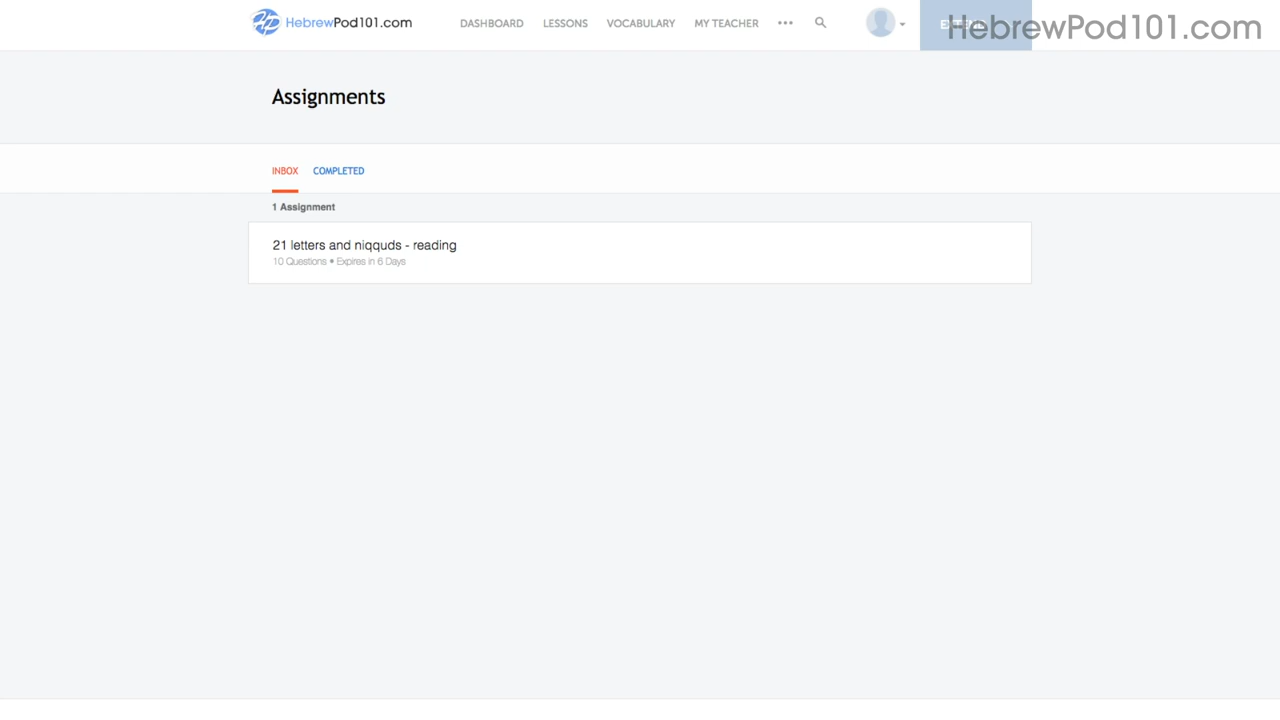 HebrewPod101.com
DASHBOARD LESSONS VOCABULARY MY TEACHER •••
HebrewPod101.com
Assignments
INBOX COMPLETED
1 Assignment
21 letters and niqquds - reading
10 Questions • Expires in 6 Days